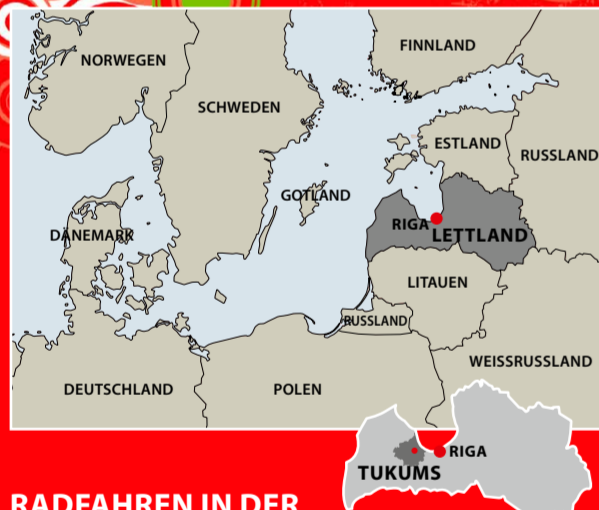 NORWEGEN
FINNLAND
SCHWEDEN
ESTLAND
RUSSLAND
GOTLAND
RIGA
LETTLAND
DÄNEMARK
LITAUEN
RUSSLAND
WEISSRUSSLAND
DEUTSCHLAND
POLEN
RIGA
TUKUMS
RADFAHREN IN DER